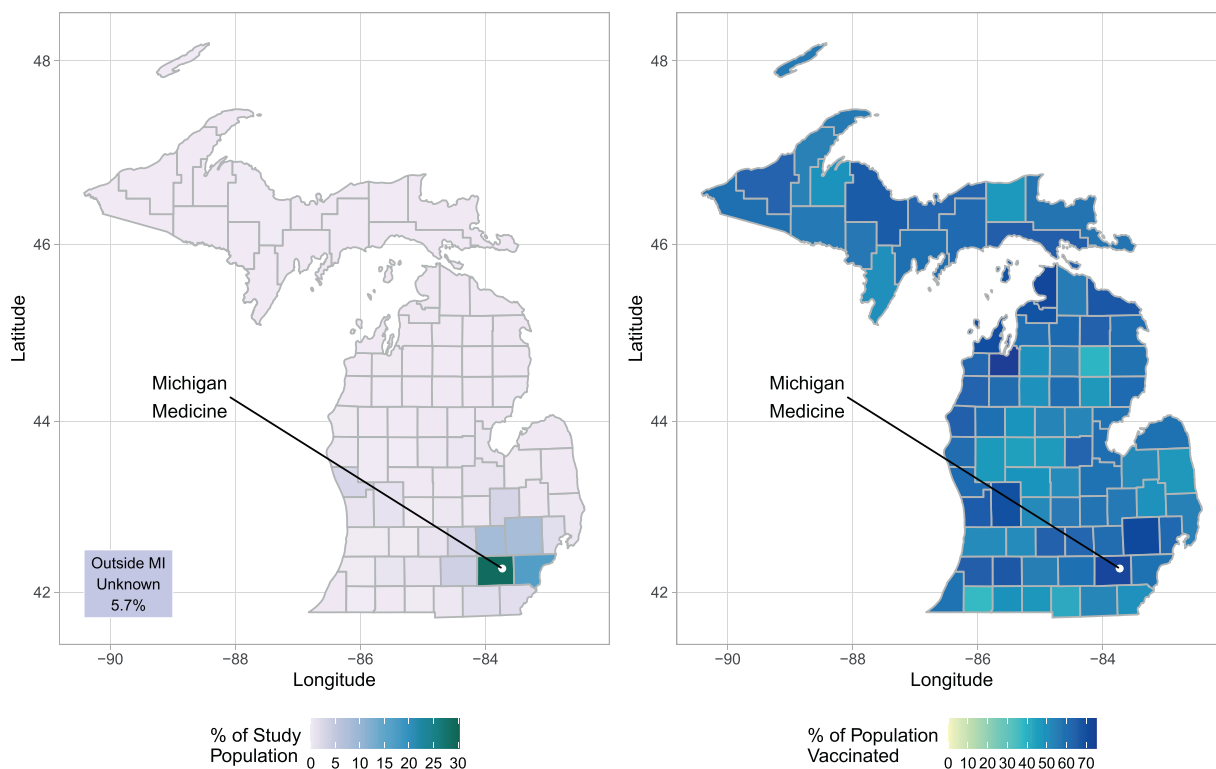 48
46
44
42
Latitude
Michigan
Medicine
Outside MI
Unknown
5.7%
−90
−88
−86
−84
Longitude
% of Study
Population
0 5 10 15 20 25 30
48
46
44
42
Latitude
Michigan
Medicine
−90
−88
−86
−84
Longitude
% of Population
Vaccinated
0 10 20 30 40 50 60 70